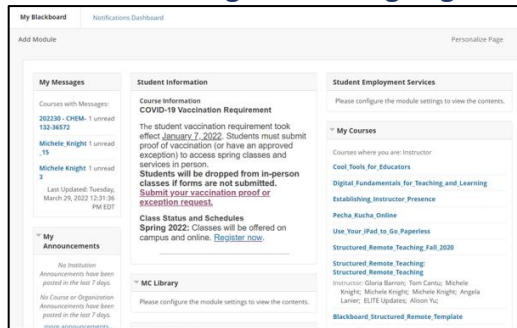 My Blackboard
Notifications Dashboard
Add Module
Personalize Page
My Messages
Courses with Messages:
202230 - CHEM- 1 unread
132-36572
Michele_Knight 1 unread
_15
Michele Knight 1 unread
3
Last Updated: Tuesday,
March 29, 2022 12:31:36
PM EDT
My
Announcements
No Institution
Announcements have been
posted in the last 7 days.
No Course or Organization
Announcements have been
posted in the last 7 days.
more announcements
Student Information
Course Information
COVID-19 Vaccination Requirement
The student vaccination requirement took
effect January 7, 2022. Students must submit
proof of vaccination (or have an approved
exception) to access spring classes and
services in person.
Students will be dropped from in-person
classes if forms are not submitted.
Submit your vaccination proof or
exception request.
Class Status and Schedules
Spring 2022: Classes will be offered on
campus and online. Register now.
MC Library
Please configure the module settings to view the contents.
Student Employment Services
Please configure the module settings to view the contents.
My Courses
Courses where you are: Instructor
Cool_Tools_for_Educators
Digital_Fundamentals_for_Teaching_and_Learning
Establishing_Instructor_Presence
Pecha_Kucha_Online
Use_Your_iPad_to_Go_Paperless
Structured_Remote_Teaching_Fall_2020
Structured_Remote_Teaching:
Structured_Remote_Teaching
Instructor: Gloria Barron; Tom Cantu; Michele
Knight; Michele Knight; Michele Knight; Angela
Lanier; ELITE Updates; Alison Yu;
Blackboard_Structured_Remote_Template